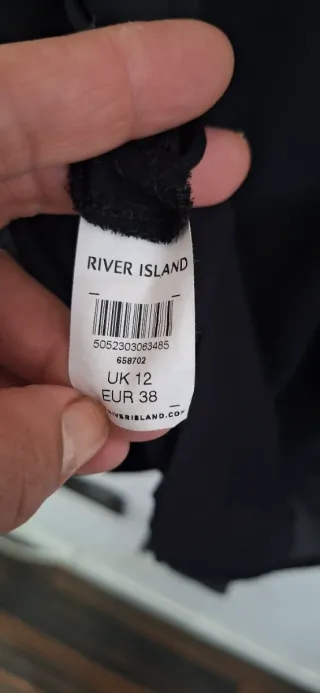 RIVER ISLAND
5052303063485
658702
UK 12
EUR 38
RIVERISLAND.COM